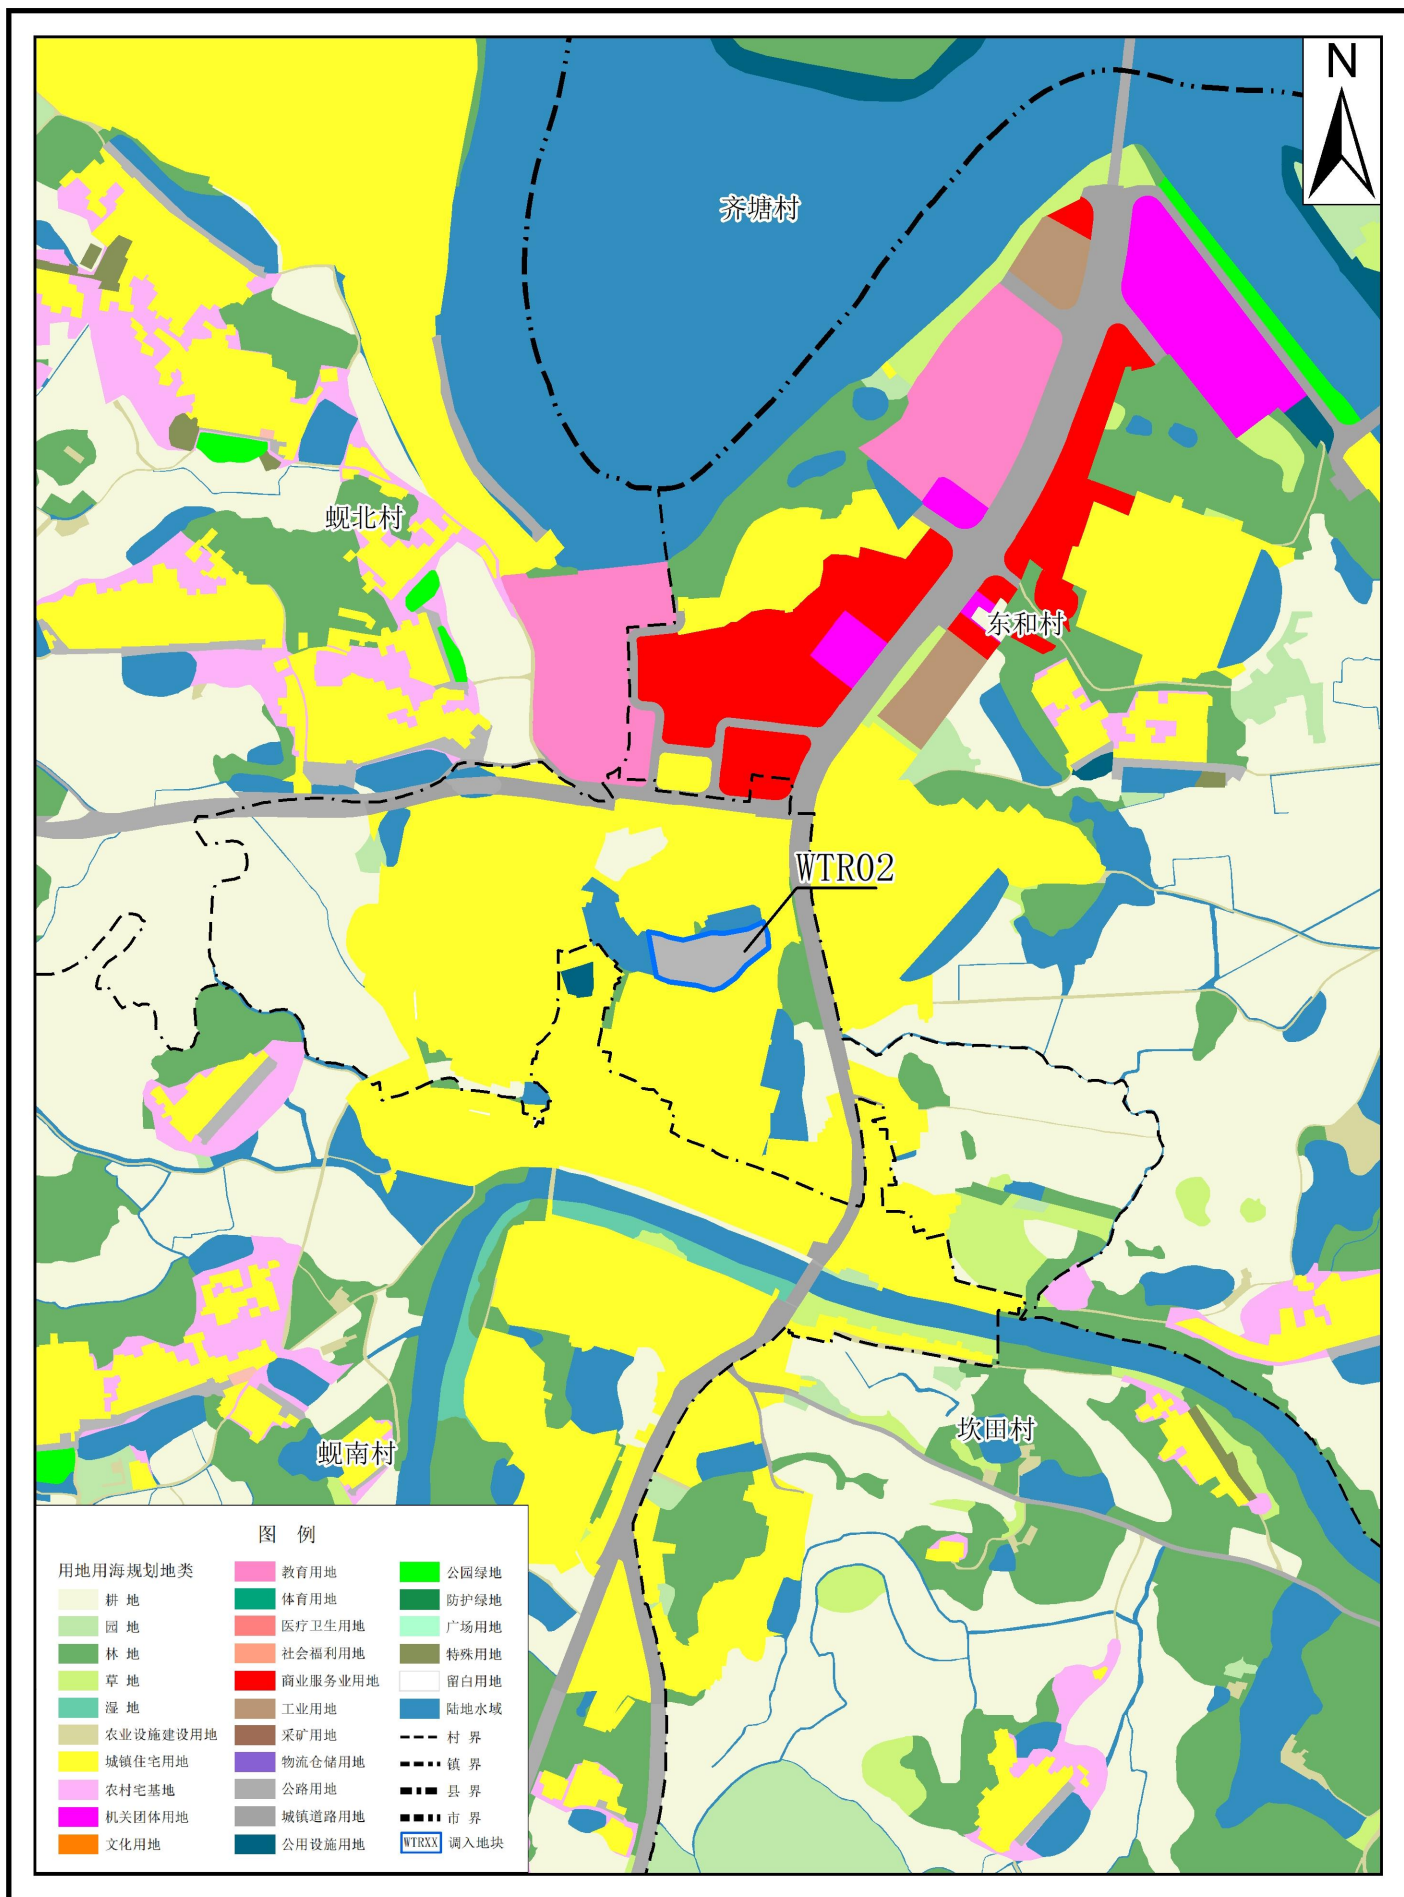 N
齐塘村
蚬北村
东和村
WTR02
坎田村
蚬南村
图 例
用地用海规划地类
耕 地
园 地
林 地
草 地
湿 地
农业设施建设用地
城镇住宅用地
农村宅基地
机关团体用地
文化用地
教育用地
体育用地
医疗卫生用地
社会福利用地
商业服务业用地
工业用地
采矿用地
物流仓储用地
公路用地
城镇道路用地
公用设施用地
公园绿地
防护绿地
广场用地
特殊用地
留白用地
陆地水域
村 界
镇 界
县 界
市 界
WTRXX 调入地块